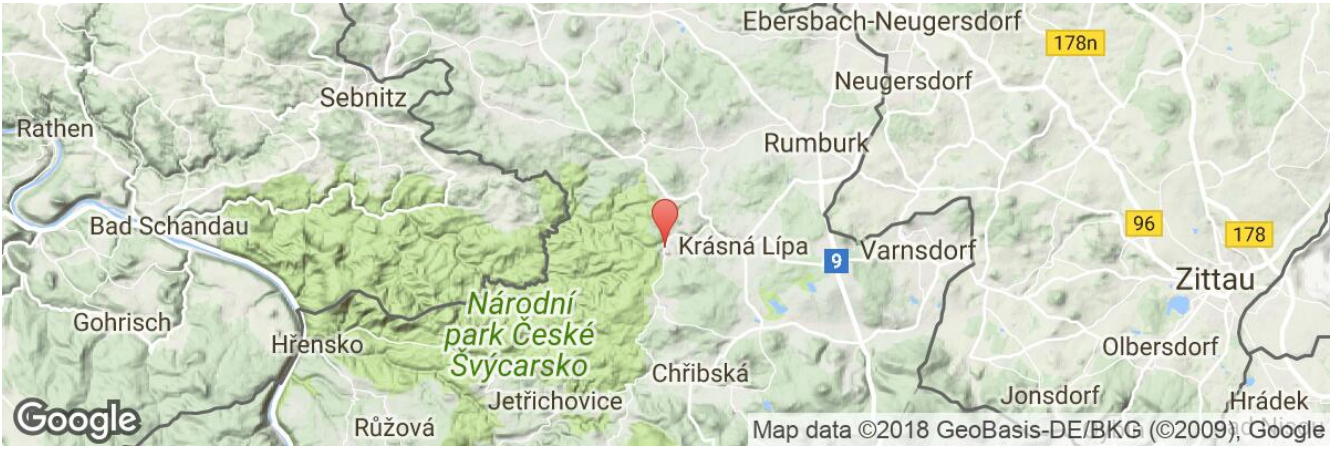 Ebersbach-Neugersdorf
178n
Neugersdorf
Sebnitz
Rathen
Rumburk
Bad Schandau
96
178
Krásná Lípa
9
Varnsdorf
Zittau
Národní
park České
Švýcarsko
Gohrisch
Hřensko
Olbersdorf
Chřibská
Jetřichovice
Jonsdorf
Hrádek
Růžová
Google
Map data ©2018 GeoBasis-DE/BKG (©2009), Google